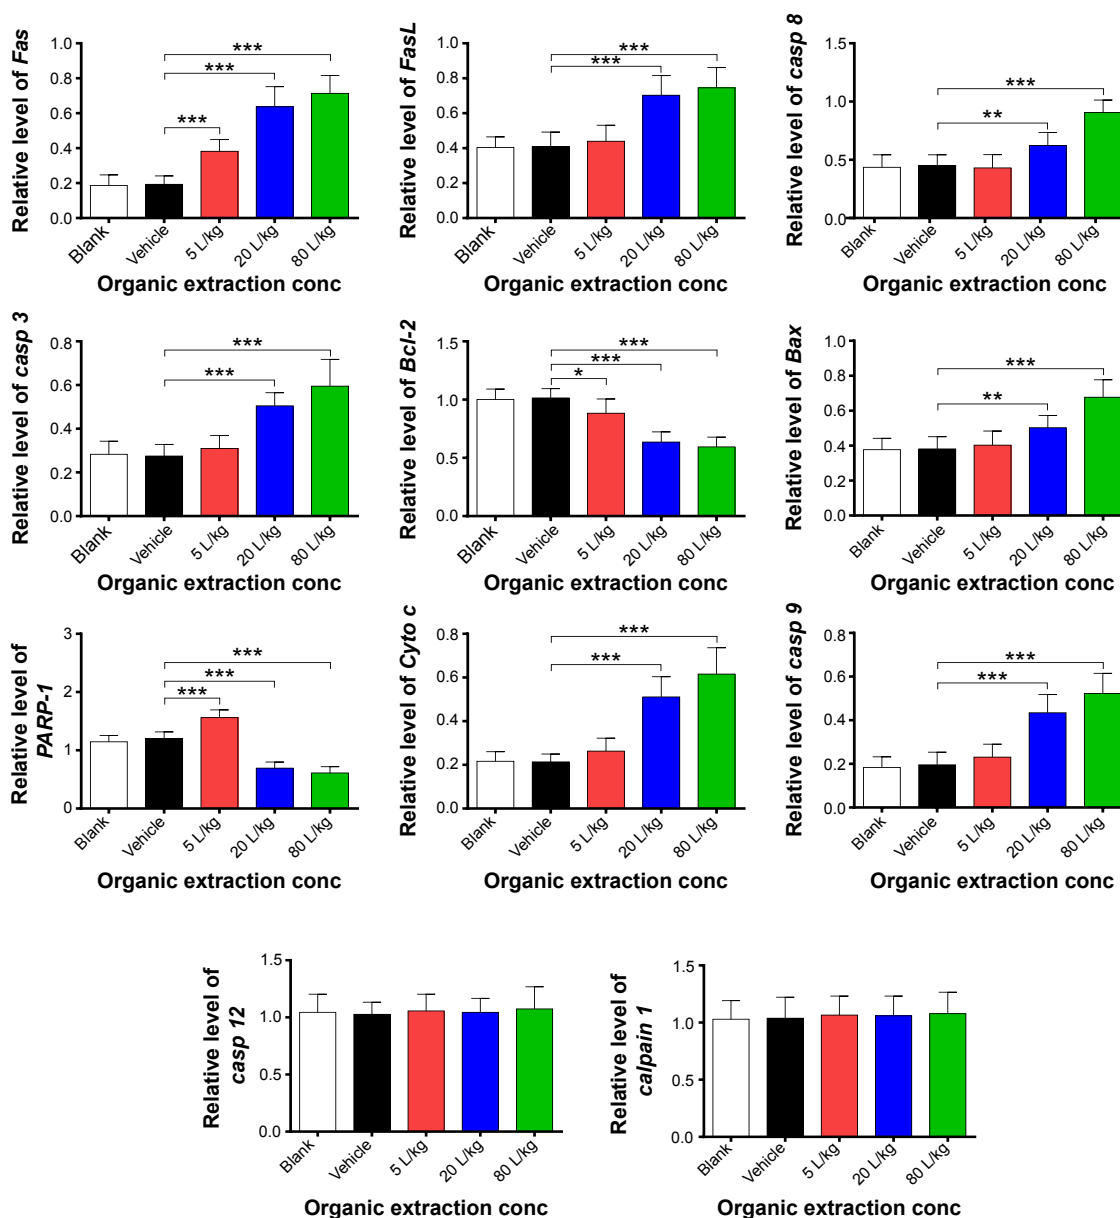 Relative level of Fas
1.0
0.8
0.6
0.4
0.2
0.0
***
***
***
Blank
Vehicle
5 L/kg
20 L/kg
80 L/kg
Organic extraction conc
Relative level of FasL
1.0
0.8
0.6
0.4
0.2
0.0
***
***
Blank
Vehicle
5 L/kg
20 L/kg
80 L/kg
Organic extraction conc
Relative level of casp 8
1.5
1.0
0.5
0.0
***
**
Blank
Vehicle
5 L/kg
20 L/kg
80 L/kg
Organic extraction conc
Relative level of casp 3
0.8
0.6
0.4
0.2
0.0
***
***
Blank
Vehicle
5 L/kg
20 L/kg
80 L/kg
Organic extraction conc
Relative level of Bcl-2
1.5
1.0
0.5
0.0
***
***
*
Blank
Vehicle
5 L/kg
20 L/kg
80 L/kg
Organic extraction conc
Relative level of Bax
1.0
0.8
0.6
0.4
0.2
0.0
***
**
Blank
Vehicle
5 L/kg
20 L/kg
80 L/kg
Organic extraction conc
Relative level of
PARP-1
3
2
1
0
***
***
***
Blank
Vehicle
5 L/kg
20 L/kg
80 L/kg
Organic extraction conc
Relative level of Cyto c
0.8
0.6
0.4
0.2
0.0
***
***
Blank
Vehicle
5 L/kg
20 L/kg
80 L/kg
Organic extraction conc
Relative level of casp 9
0.8
0.6
0.4
0.2
0.0
***
***
Blank
Vehicle
5 L/kg
20 L/kg
80 L/kg
Organic extraction conc
Relative level of
casp 12
1.5
1.0
0.5
0.0
Blank
Vehicle
5 L/kg
20 L/kg
80 L/kg
Organic extraction conc
Relative level of
calpain 1
1.5
1.0
0.5
0.0
Blank
Vehicle
5 L/kg
20 L/kg
80 L/kg
Organic extraction conc